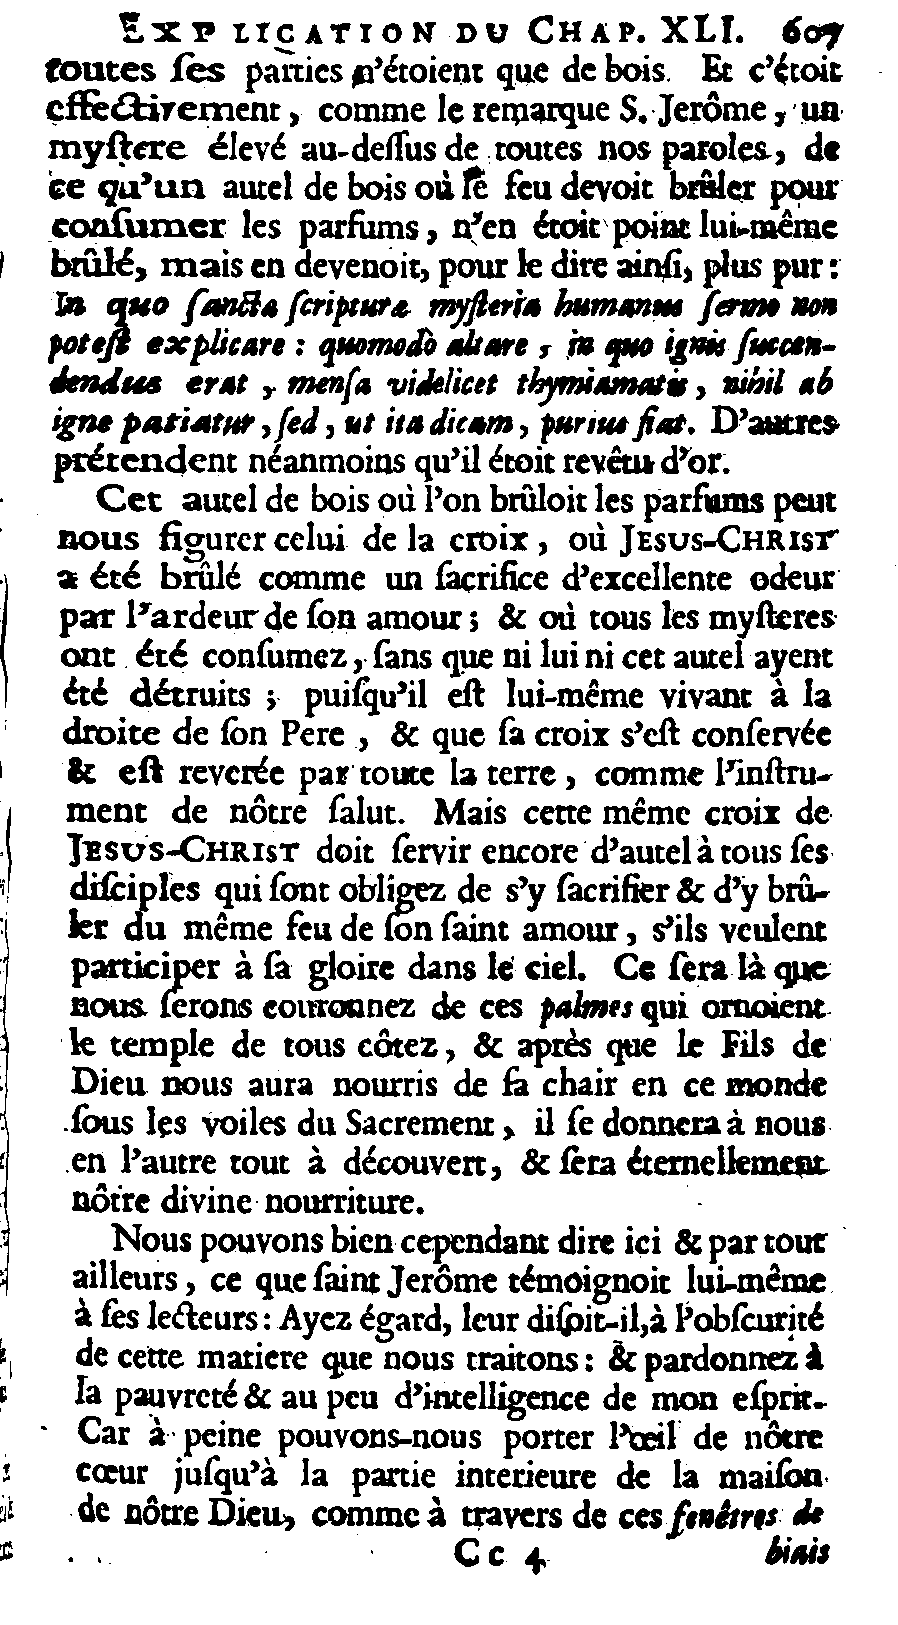 EXPLICATION DU CHAP. XLI. 607
toutes ſes parties n'étoient que de bois. Et c'étoit
effectivement, comme le remarque S. Jerôme, un
myſtere élevé au-deſſus de toutes nos paroles, de
ce qu'un autel de bois où le feu devoit brûler pour
conſumer les parfums, n'en étoit point lui-même
brûlé, mais en devenoit, pour le dire ainſi, plus pur:
In quo ſancta ſcripturæ myſteria humanus ſermo non
poteſt explicare: quomodò altare, in quo ignis ſuccen-
dendus erat, menſa videlicet thymiamatis, nihil ab
igne patiatur, ſed, ut ita dicam, purius fiat. D'autres
prétendent néanmoins qu'il étoit revêtu d'or.
Cet autel de bois où l'on brûloit les parfums peut
nous figurer celui de la croix, où JESUS-CHRIST
a été brûlé comme un ſacrifice d'excellente odeur
par l'ardeur de ſon amour; & où tous les myſteres
ont été conſumez, ſans que ni lui ni cet autel ayent
été détruits; puiſqu'il eſt lui-même vivant à la
droite de ſon Pere, & que ſa croix s'eſt conſervée
& eſt reverée par toute la terre, comme l'inſtru-
ment de nôtre ſalut. Mais cette même croix de
JESUS-CHRIST doit ſervir encore d'autel à tous ſes
diſciples qui ſont obligez de s'y ſacrifier & d'y brû-
ler du même feu de ſon ſaint amour, s'ils veulent
participer à ſa gloire dans le ciel. Ce ſera là que
nous ſerons couronnez de ces palmes qui ornoient
le temple de tous côtez, & après que le Fils de
Dieu nous aura nourris de ſa chair en ce monde
ſous les voiles du Sacrement, il ſe donnera à nous
en l'autre tout à découvert, & ſera éternellement
nôtre divine nourriture.
Nous pouvons bien cependant dire ici & par tout
ailleurs, ce que ſaint Jerôme témoignoit lui-même
à ſes lecteurs: Ayez égard, leur diſoit-il, à l'obſcurité
de cette matiere que nous traitons: & pardonnez à
la pauvreté & au peu d'intelligence de mon eſprit.
Car à peine pouvons-nous porter l'œil de nôtre
cœur juſqu'à la partie interieure de la maiſon
de nôtre Dieu, comme à travers de ces fenêtres de
Cc 4 biais